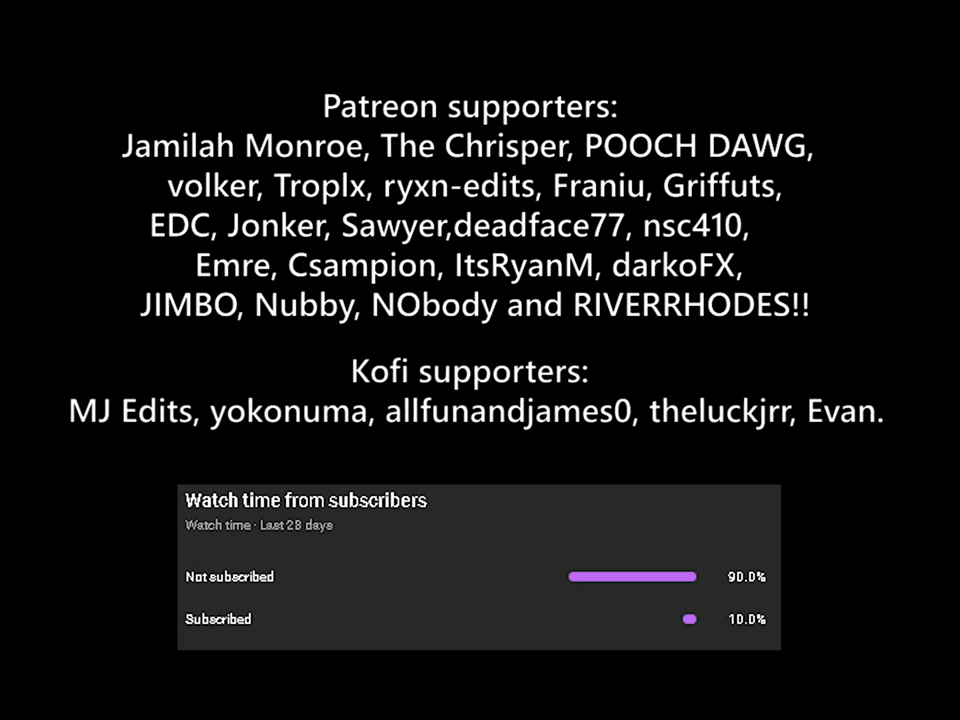 Patreon supporters:
Jamilah Monroe, The Chrisper, POOCH DAWG,
volker, Troplx, ryxn-edits, Franiu, Griffuts,
EDC, Jonker, Sawyer,deadface77, nsc410,
Emre, Csampion, ItsRyanM, darkoFX,
JIMBO, Nubby, NObody and RIVERRHODES!!
Kofi supporters:
MJ Edits, yokonuma, allfunandjames0, theluckjrr, Evan.
Watch time from subscribers
Watch time · Last 28 days
Not subscribed 90.0%
Subscribed 10.0%